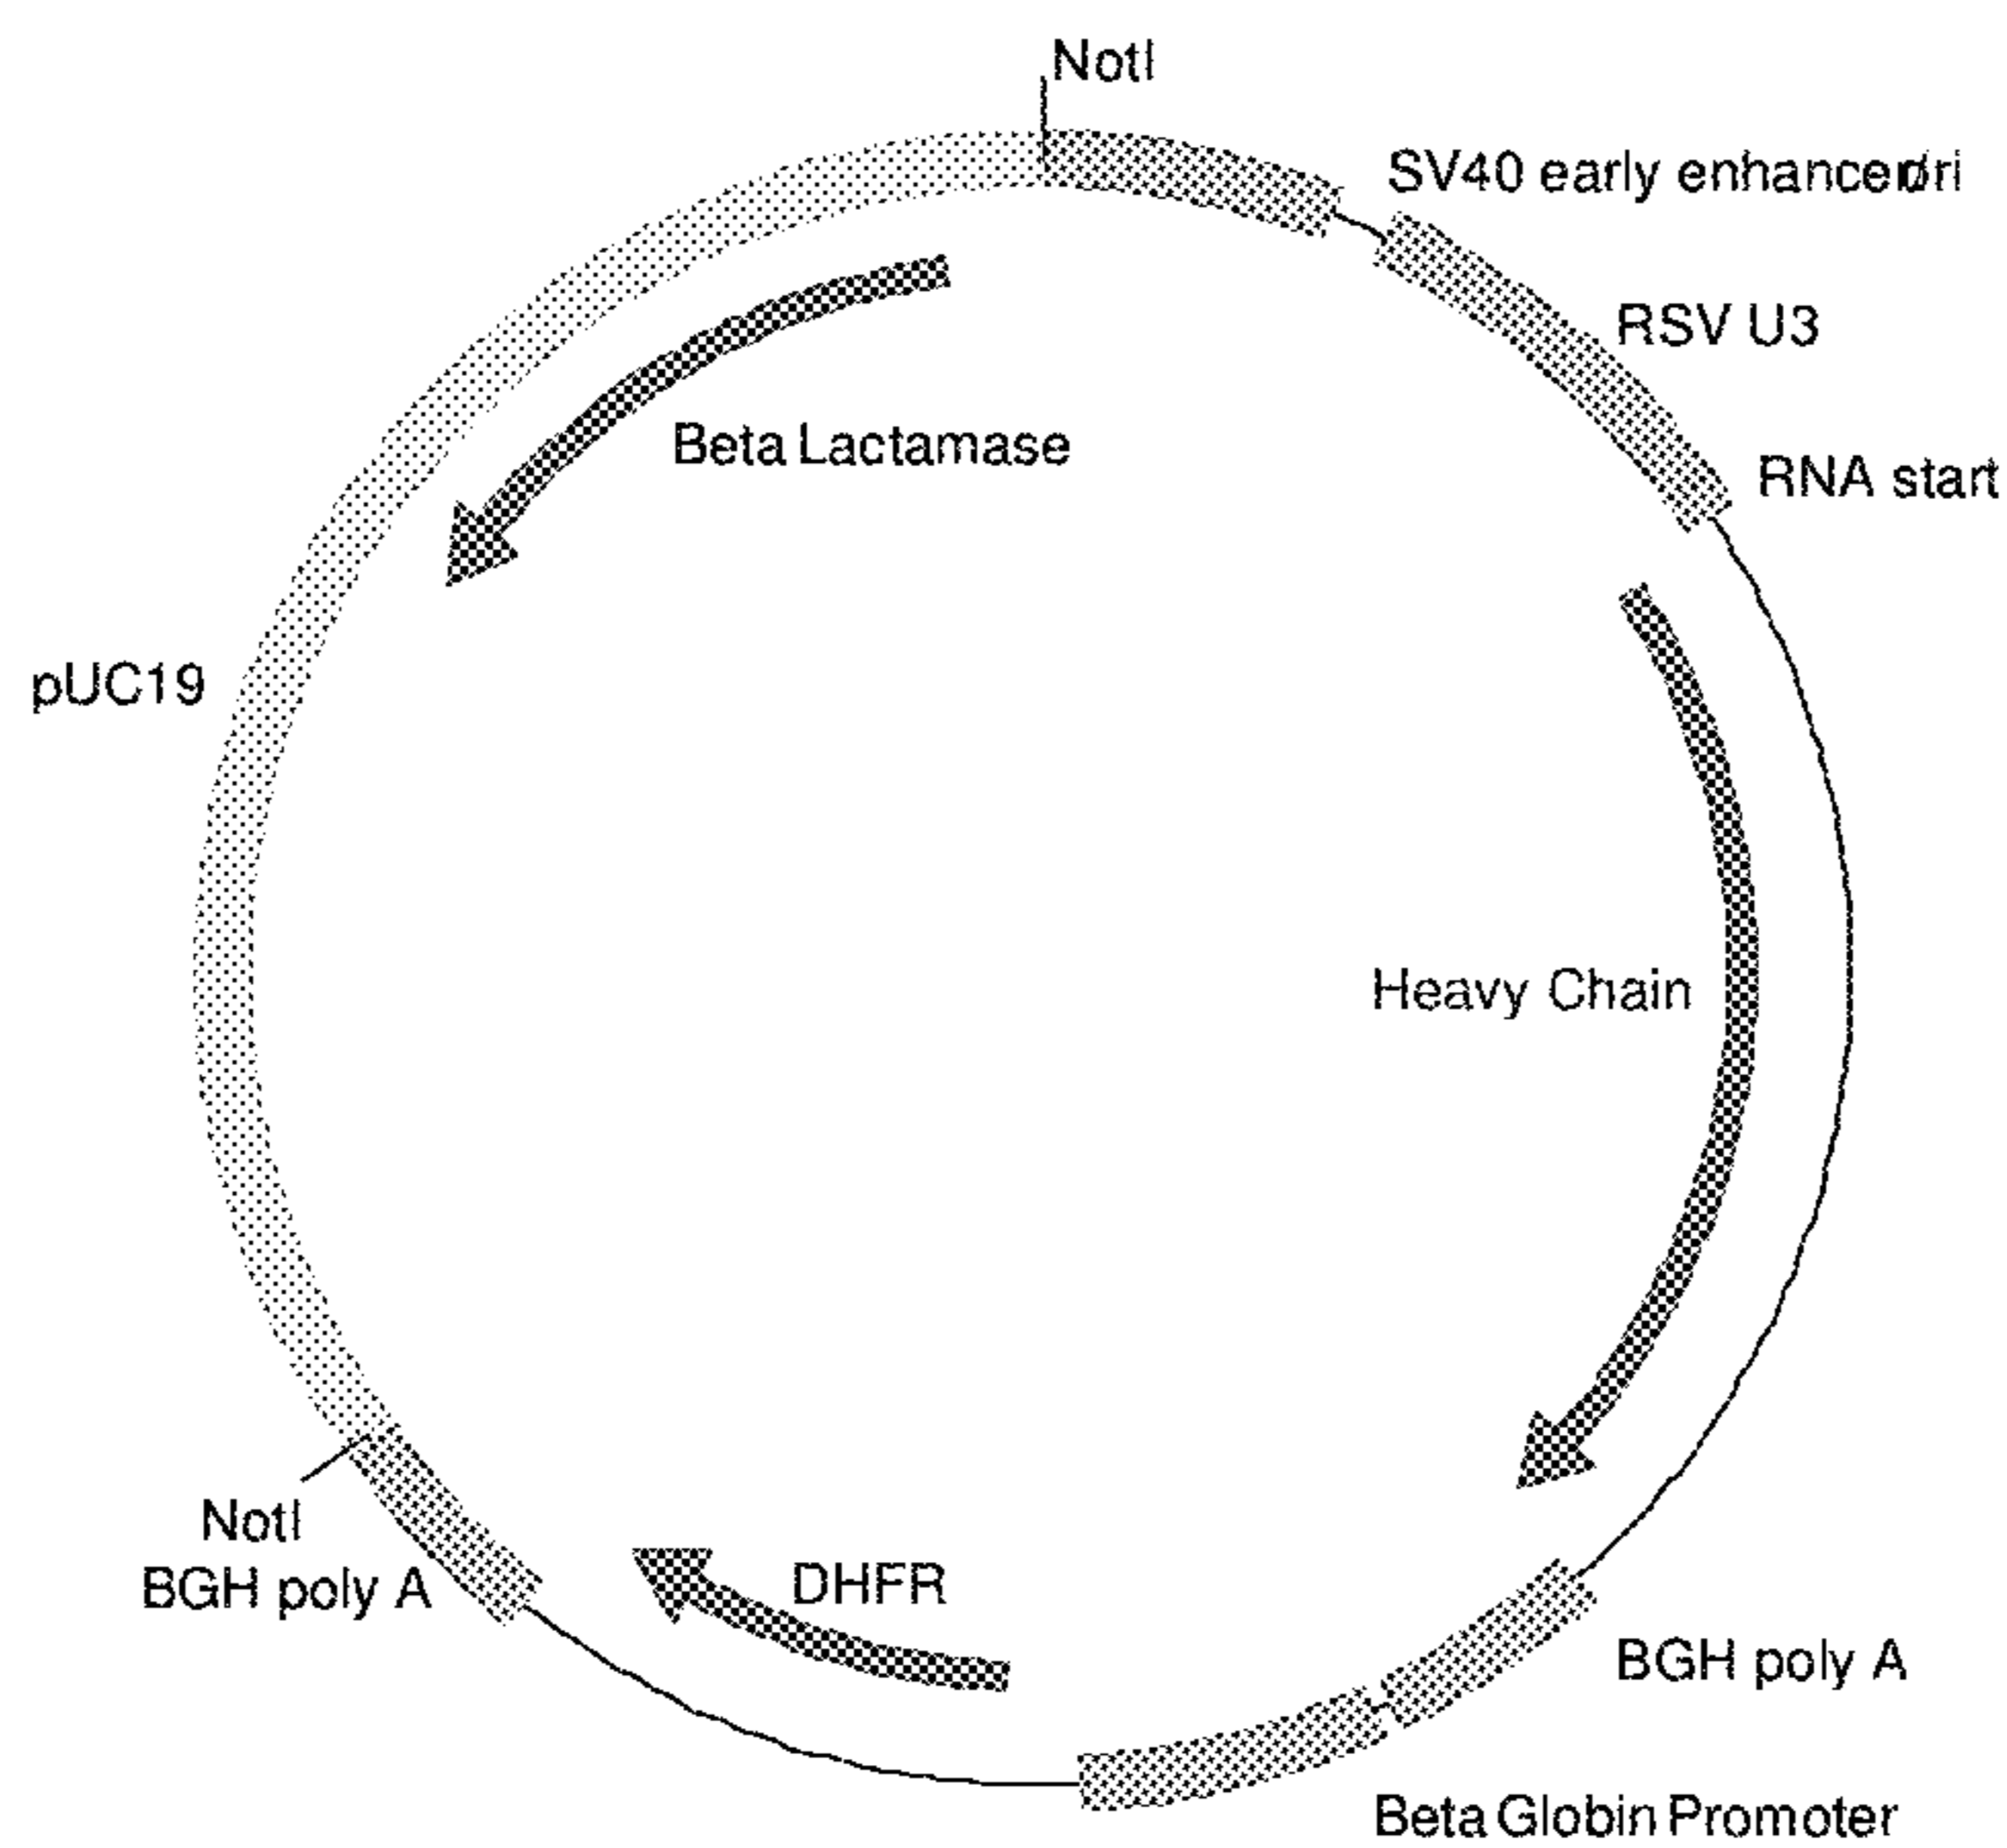 NotI
SV40 early enhancer/ori
RSV U3
RNA start
Beta Lactamase
pUC19
Heavy Chain
NotI
BGH poly A
DHFR
BGH poly A
Beta Globin Promoter